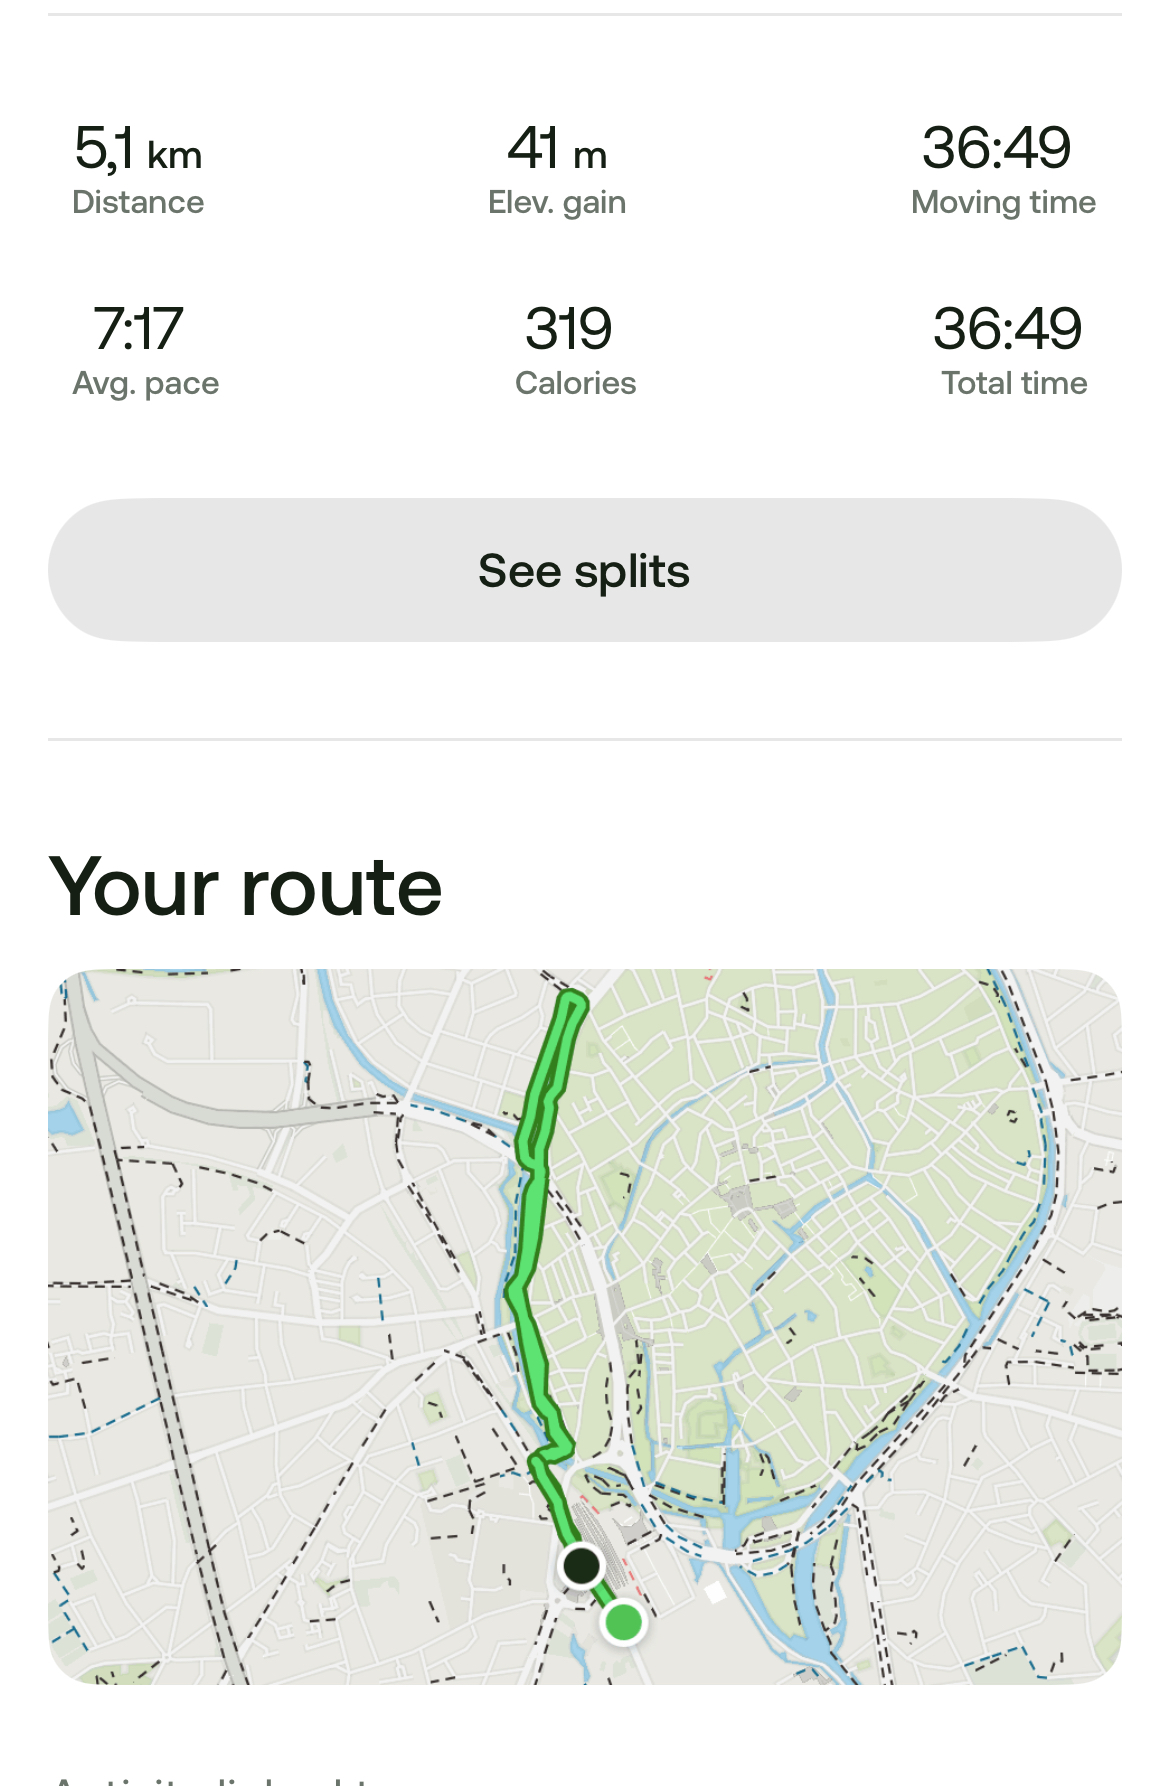 5,1 km
Distance
41 m
Elev. gain
36:49
Moving time
7:17
Avg. pace
319
Calories
36:49
Total time
See splits
Your route